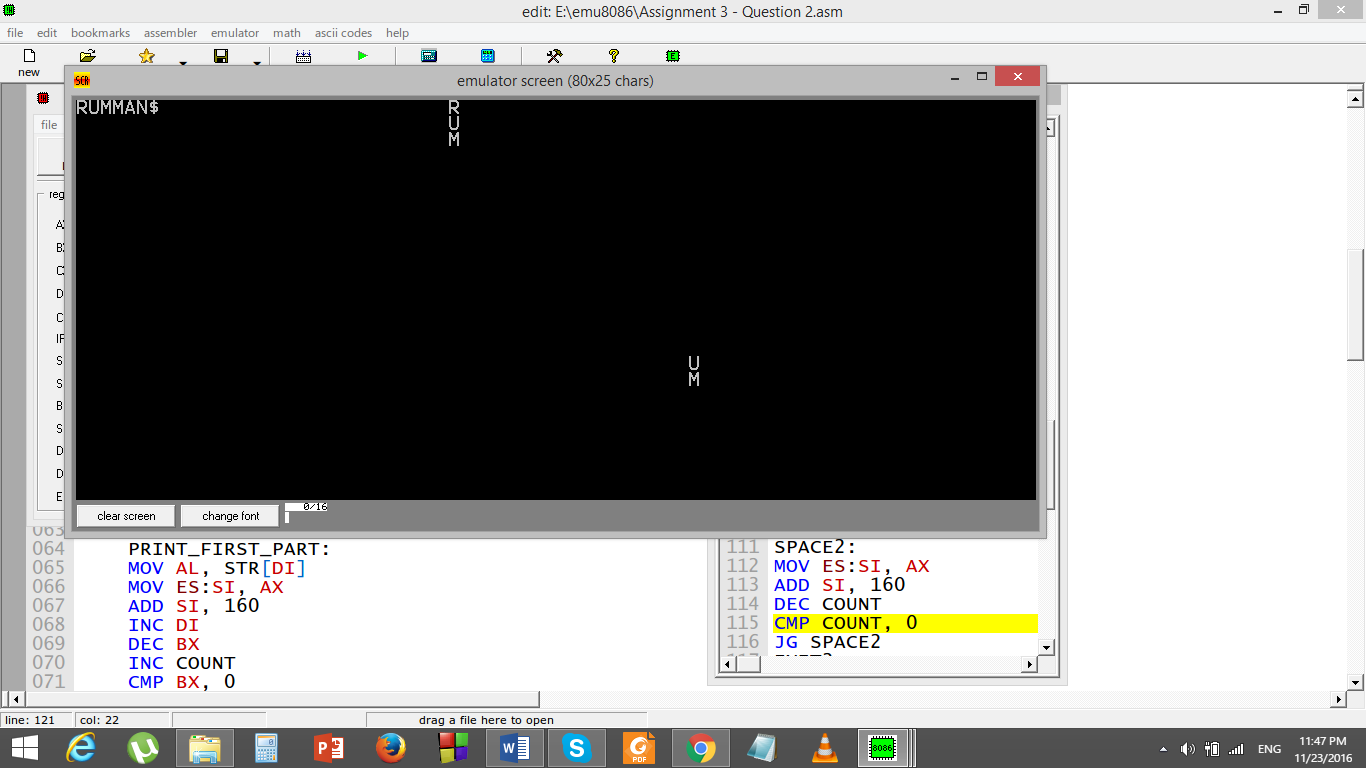 edit: E:\emu8086\Assignment 3 - Question 2.asm
file edit bookmarks assembler emulator math ascii codes help
new
emulator screen (80x25 chars)
RUMMAN$ R
U
M
U
M
file
reg
clear screen change font 0/16
063
064 PRINT_FIRST_PART:
065 MOV AL, STR[DI]
066 MOV ES:SI, AX
067 ADD SI, 160
068 INC DI
069 DEC BX
070 INC COUNT
071 CMP BX, 0
111 SPACE2:
112 MOV ES:SI, AX
113 ADD SI, 160
114 DEC COUNT
115 CMP COUNT, 0
116 JG SPACE2
line: 121 col: 22 drag a file here to open
W S PDF 8086 ENG 11:47 PM
11/23/2016